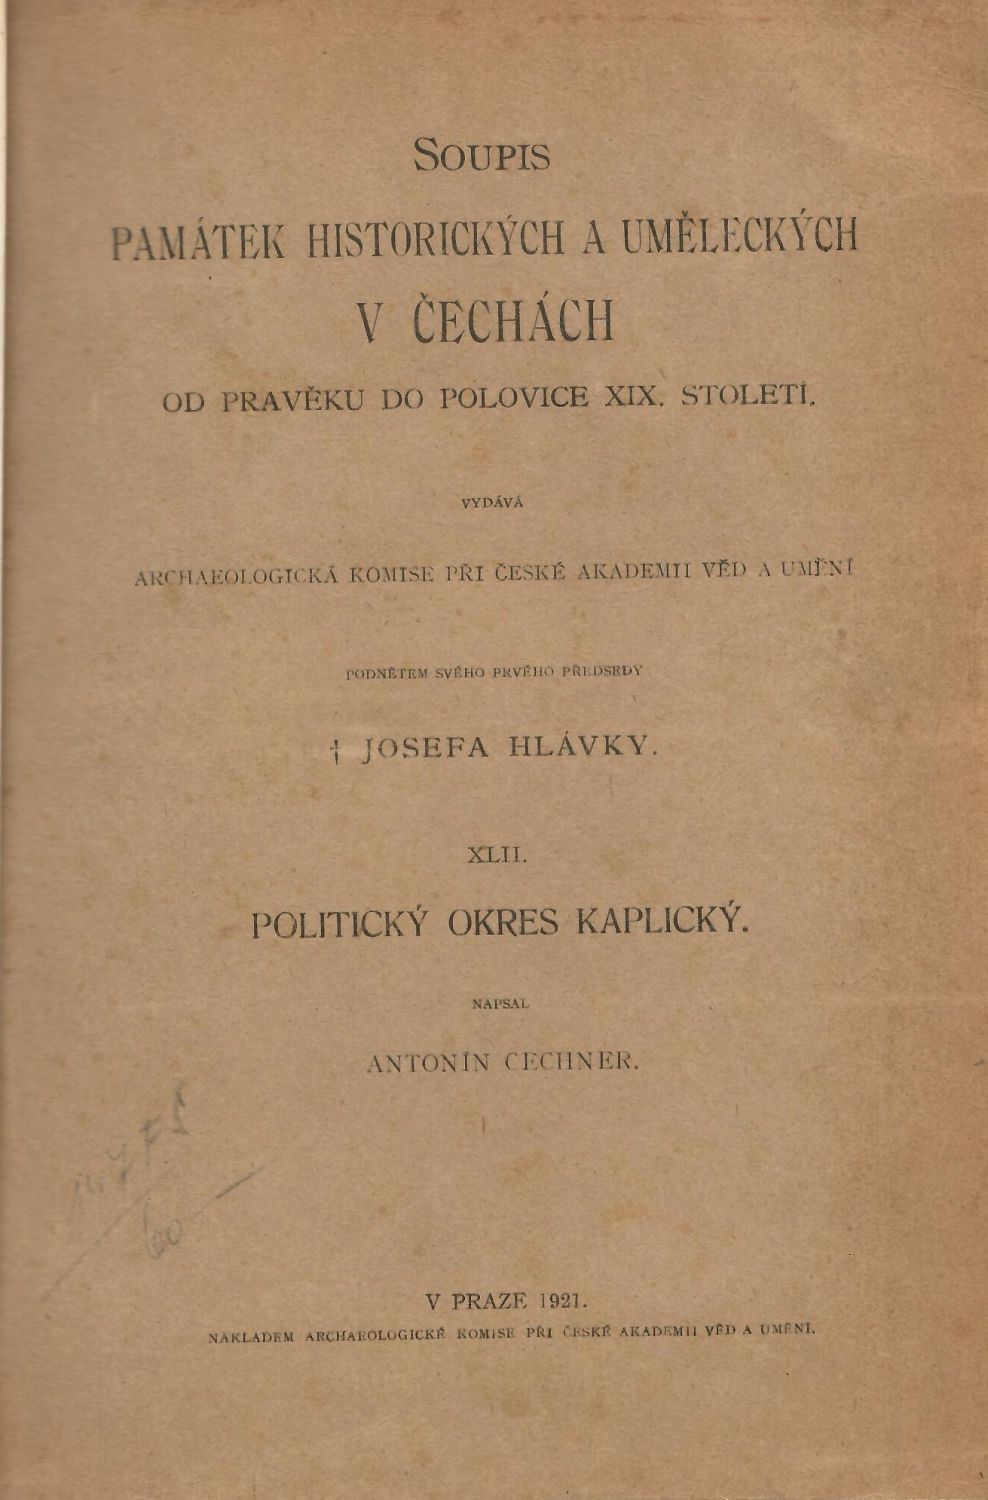 SOUPIS
PAMÁTEK HISTORICKÝCH A UMĚLECKÝCH
V ČECHÁCH
OD PRAVĚKU DO POLOVICE XIX. STOLETÍ.
VYDÁVÁ
ARCHAEOLOGICKÁ KOMISE PŘI ČESKÉ AKADEMII VĚD A UMĚNÍ
PODNĚTEM SVÉHO PRVÉHO PŘEDSEDY
† JOSEFA HLÁVKY.
XLII.
POLITICKÝ OKRES KAPLICKÝ.
NAPSAL
ANTONÍN CECHNER.
60
V PRAZE 1921.
NÁKLADEM ARCHAEOLOGICKÉ KOMISE PŘI ČESKÉ AKADEMII VĚD A UMĚNÍ.